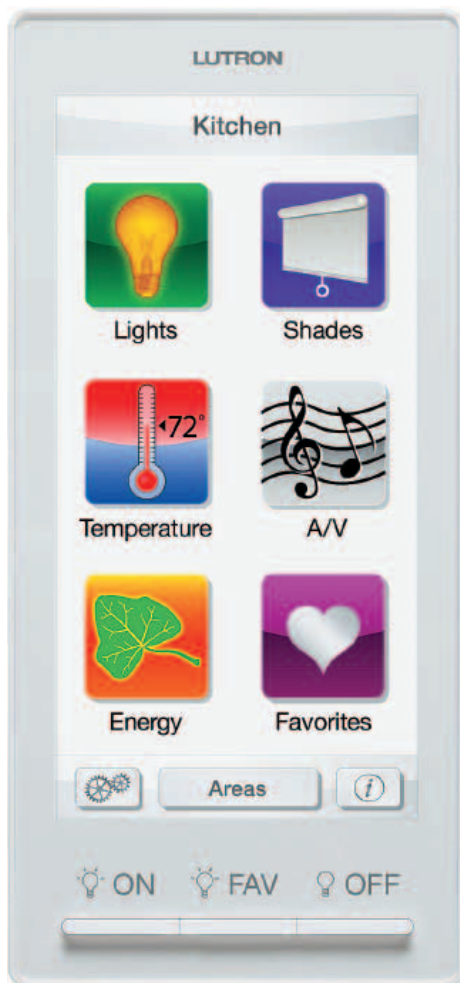 LUTRON
Kitchen
Lights Shades
72°
Temperature A/V
Energy Favorites
Areas i
ON FAV OFF